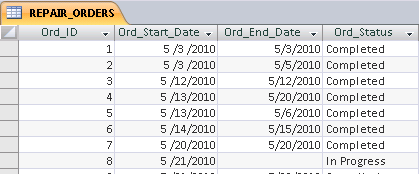 REPAIR_ORDERS
Ord_ID Ord_Start_Date Ord_End_Date Ord_Status
1 5 /3 /2010 5/3/2010 Completed
2 5 /3 /2010 5/5/2010 Completed
3 5 /12/2010 5/12/2010 Completed
4 5 /13/2010 5/20/2010 Completed
5 5 /13/2010 5/6/2010 Completed
6 5 /14/2010 5/15/2010 Completed
7 5 /20/2010 5/20/2010 Completed
8 5 /21/2010 In Progress